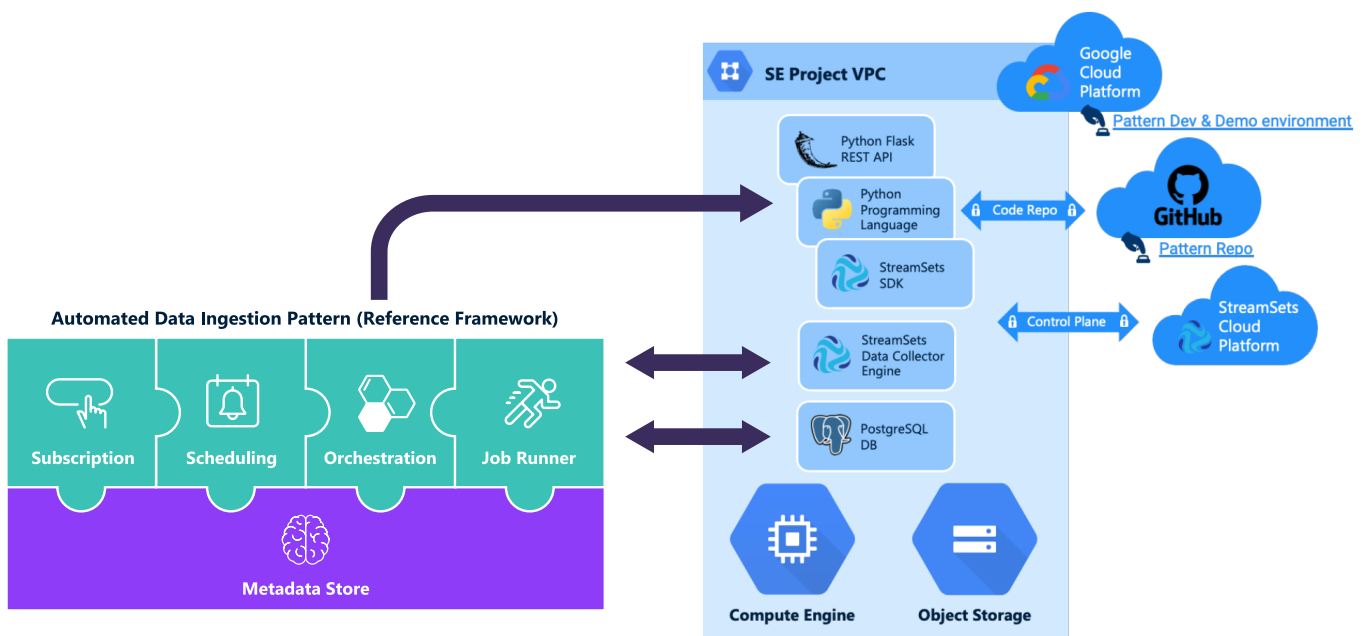 SE Project VPC
Google
Cloud
Platform
Pattern Dev & Demo environment
Python Flask
REST API
Python
Programming
Language
Code Repo
GitHub
Pattern Repo
StreamSets
SDK
Control Plane
StreamSets
Cloud
Platform
Automated Data Ingestion Pattern (Reference Framework)
Subscription
Scheduling
Orchestration
Job Runner
Metadata Store
StreamSets
Data Collector
Engine
PostgreSQL
DB
Compute Engine
Object Storage